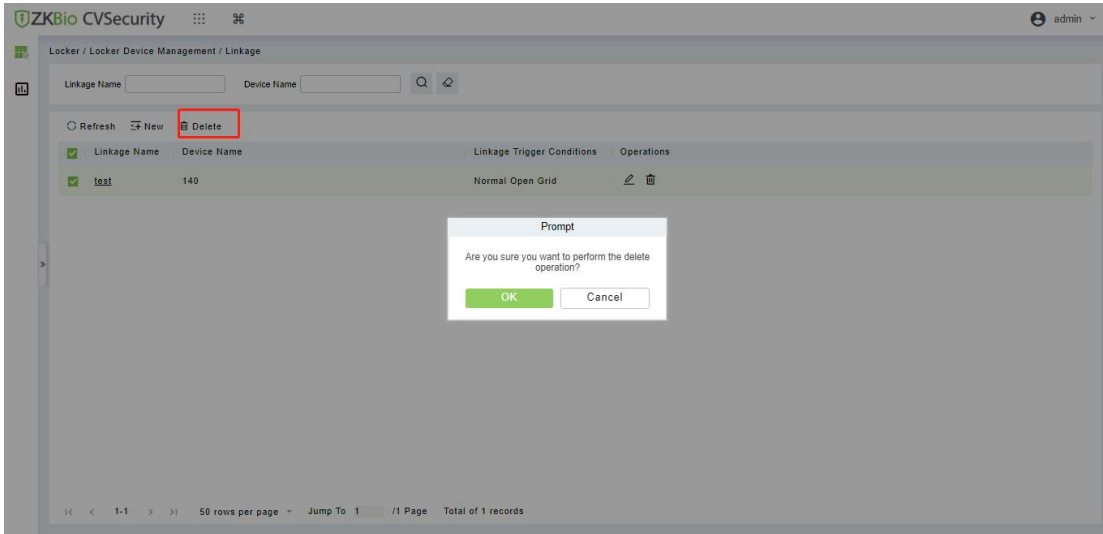 ZKBio CVSecurity
admin
Locker / Locker Device Management / Linkage
Linkage Name Device Name
Refresh New Delete
Linkage Name Device Name Linkage Trigger Conditions Operations
test 140 Normal Open Grid
Prompt
Are you sure you want to perform the delete
operation?
OK Cancel
|< < 1-1 > >| 50 rows per page Jump To 1 /1 Page Total of 1 records